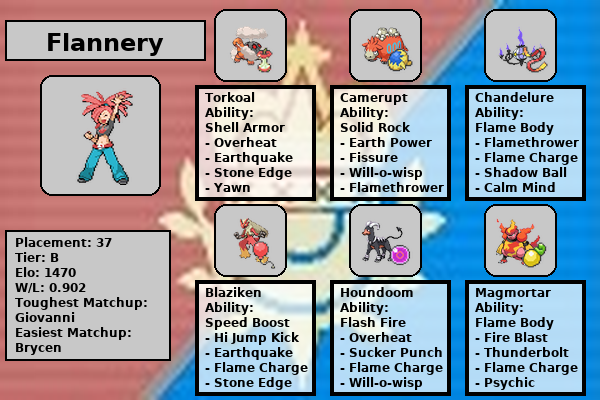 Flannery
Torkoal
Ability:
Shell Armor
- Overheat
- Earthquake
- Stone Edge
- Yawn
Camerupt
Ability:
Solid Rock
- Earth Power
- Fissure
- Will-o-wisp
- Flamethrower
Chandelure
Ability:
Flame Body
- Flamethrower
- Flame Charge
- Shadow Ball
- Calm Mind
Placement: 37
Tier: B
Elo: 1470
W/L: 0.902
Toughest Matchup:
Giovanni
Easiest Matchup:
Brycen
Blaziken
Ability:
Speed Boost
- Hi Jump Kick
- Earthquake
- Flame Charge
- Stone Edge
Houndoom
Ability:
Flash Fire
- Overheat
- Sucker Punch
- Flame Charge
- Will-o-wisp
Magmortar
Ability:
Flame Body
- Fire Blast
- Thunderbolt
- Flame Charge
- Psychic